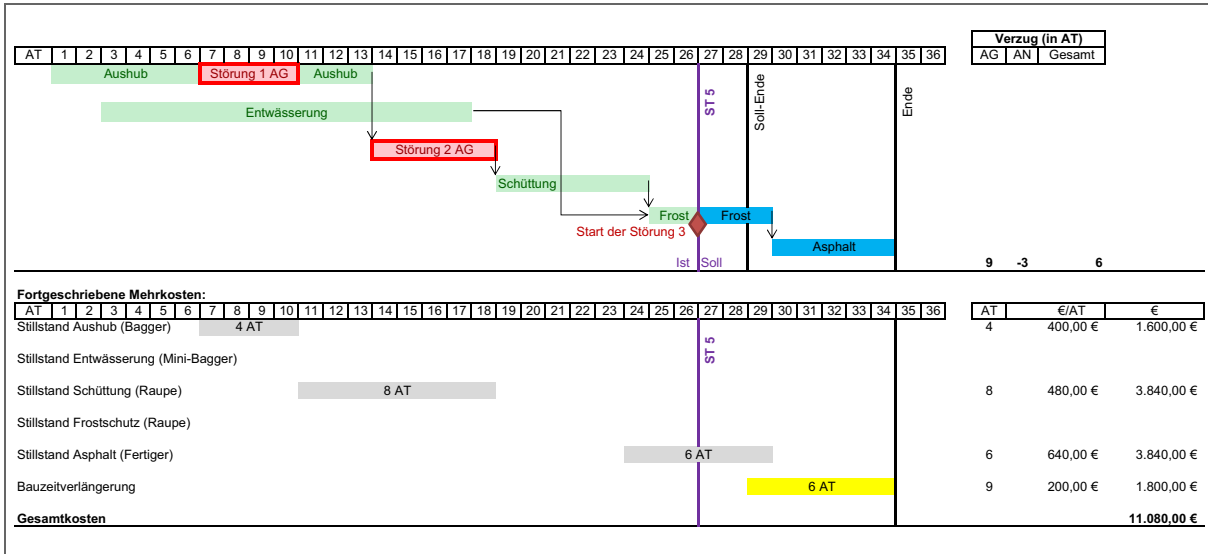 Verzug (in AT)
AT 1 2 3 4 5 6 7 8 9 10 11 12 13 14 15 16 17 18 19 20 21 22 23 24 25 26 27 28 29 30 31 32 33 34 35 36 AG AN Gesamt
Aushub Störung 1 AG Aushub
ST 5
Soll-Ende
Ende
Entwässerung
Störung 2 AG
Schüttung
Frost Frost
Start der Störung 3
Asphalt
Ist Soll 9 -3 6
Fortgeschriebene Mehrkosten:
AT 1 2 3 4 5 6 7 8 9 10 11 12 13 14 15 16 17 18 19 20 21 22 23 24 25 26 27 28 29 30 31 32 33 34 35 36 AT €/AT €
Stillstand Aushub (Bagger) 4 AT 4 400,00 € 1.600,00 €
ST 5
Stillstand Entwässerung (Mini-Bagger)
Stillstand Schüttung (Raupe) 8 AT 8 480,00 € 3.840,00 €
Stillstand Frostschutz (Raupe)
Stillstand Asphalt (Fertiger) 6 AT 6 640,00 € 3.840,00 €
Bauzeitverlängerung 6 AT 9 200,00 € 1.800,00 €
Gesamtkosten 11.080,00 €